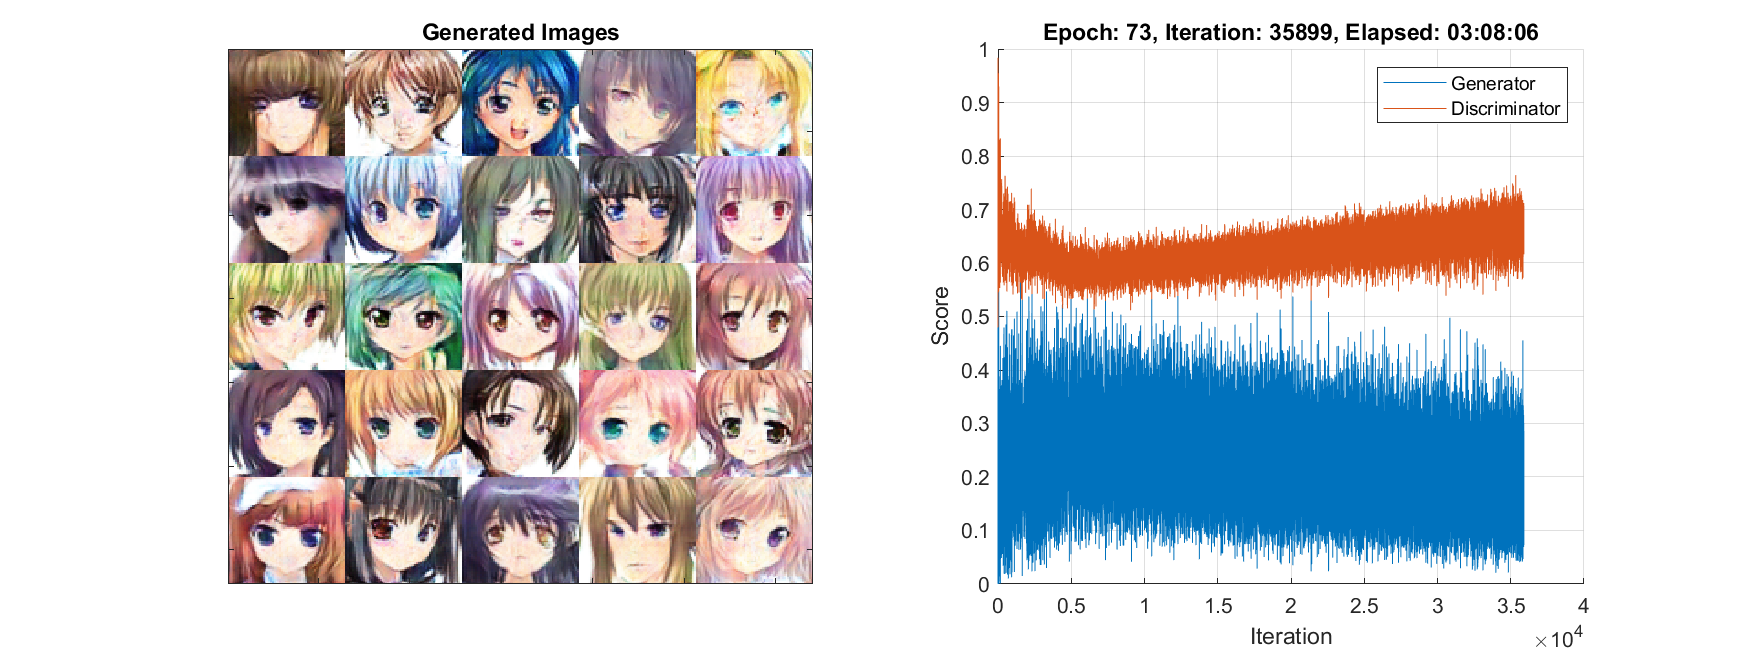 Generated Images
Epoch: 73, Iteration: 35899, Elapsed: 03:08:06
Generator
Discriminator
1
0.9
0.8
0.7
0.6
0.5
0.4
0.3
0.2
0.1
0
Score
0 0.5 1 1.5 2 2.5 3 3.5 4
Iteration
×10⁴